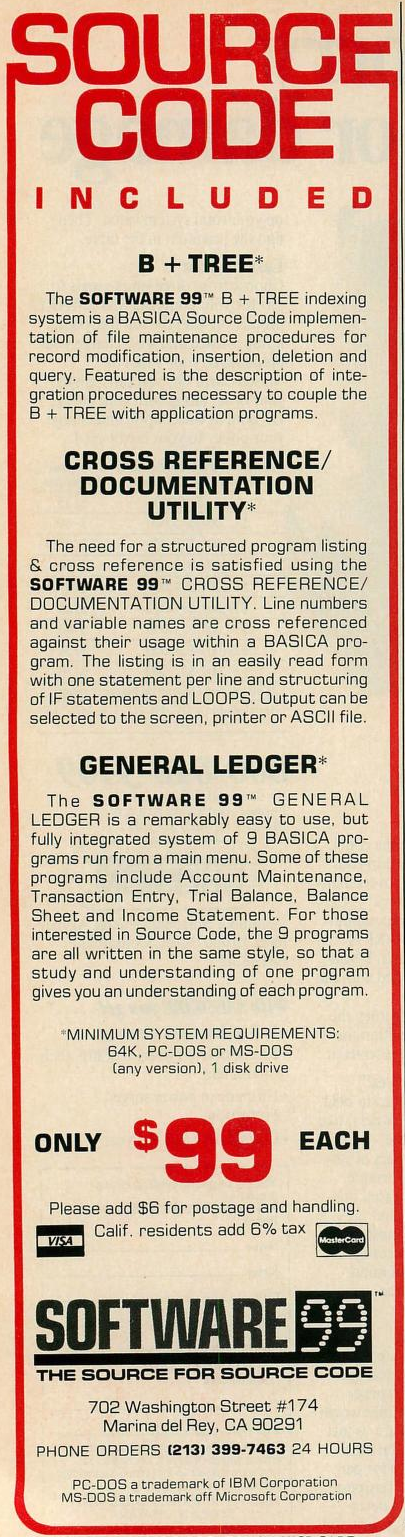 SOURCE
CODE
INCLUDED
B + TREE*
The SOFTWARE 99™ B + TREE indexing
system is a BASICA Source Code implemen-
tation of file maintenance procedures for
record modification, insertion, deletion and
query. Featured is the description of inte-
gration procedures necessary to couple the
B + TREE with application programs.
CROSS REFERENCE/
DOCUMENTATION
UTILITY*
The need for a structured program listing
& cross reference is satisfied using the
SOFTWARE 99™ CROSS REFERENCE/
DOCUMENTATION UTILITY. Line numbers
and variable names are cross referenced
against their usage within a BASICA pro-
gram. The listing is in an easily read form
with one statement per line and structuring
of IF statements and LOOPS. Output can be
selected to the screen, printer or ASCII file.
GENERAL LEDGER*
The SOFTWARE 99™ GENERAL
LEDGER is a remarkably easy to use, but
fully integrated system of 9 BASICA pro-
grams run from a main menu. Some of these
programs include Account Maintenance,
Transaction Entry, Trial Balance, Balance
Sheet and Income Statement. For those
interested in Source Code, the 9 programs
are all written in the same style, so that a
study and understanding of one program
gives you an understanding of each program.
*MINIMUM SYSTEM REQUIREMENTS:
64K, PC-DOS or MS-DOS
(any version), 1 disk drive
ONLY $99 EACH
Please add $6 for postage and handling.
VISA Calif. residents add 6% tax MasterCard
SOFTWARE 99™
THE SOURCE FOR SOURCE CODE
702 Washington Street #174
Marina del Rey, CA 90291
PHONE ORDERS (213) 399-7463 24 HOURS
PC-DOS a trademark of IBM Corporation
MS-DOS a trademark off Microsoft Corporation